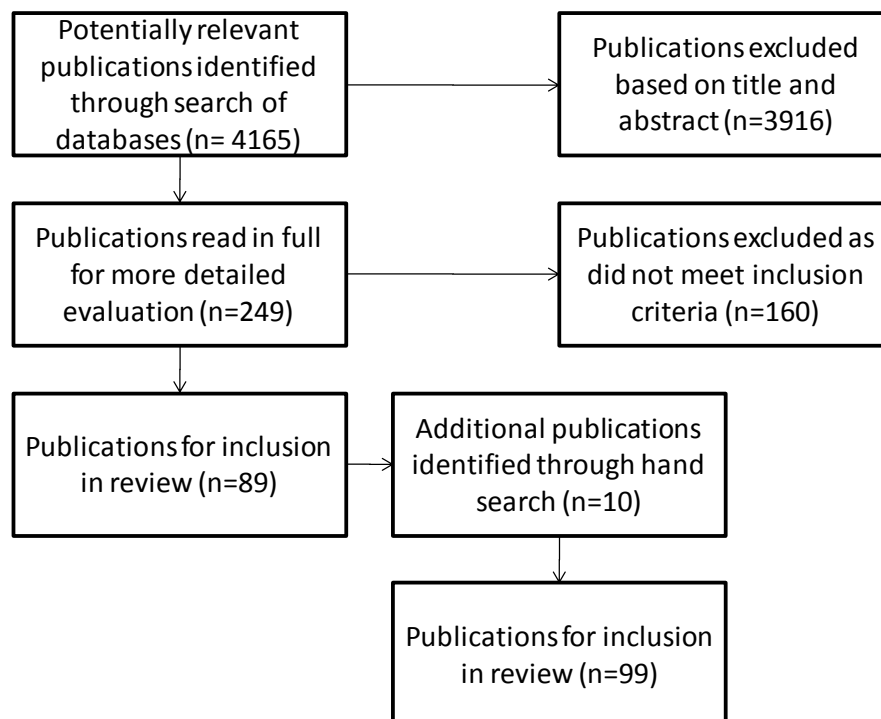 Potentially relevant
publications identified
through search of
databases (n= 4165)
Publications excluded
based on title and
abstract (n=3916)
Publications read in full
for more detailed
evaluation (n=249)
Publications excluded as
did not meet inclusion
criteria (n=160)
Publications for inclusion
in review (n=89)
Additional publications
identified through hand
search (n=10)
Publications for inclusion
in review (n=99)